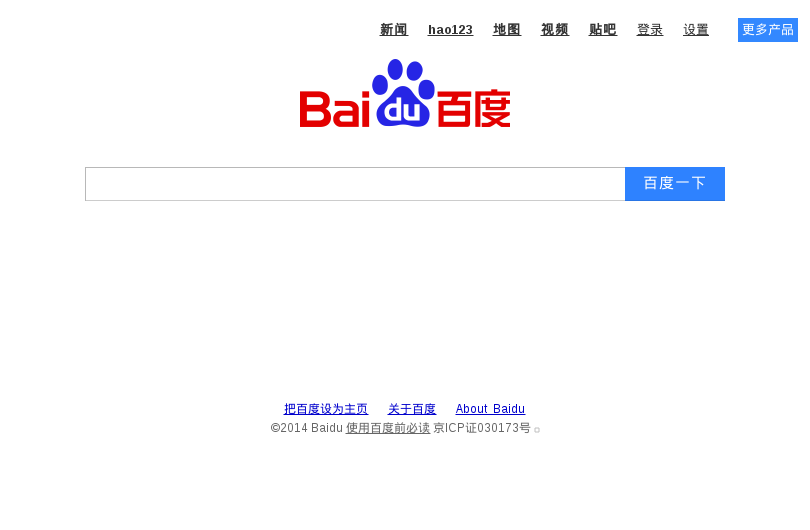 新闻 hao123 地图 视频 贴吧 登录 设置 更多产品
Bai du 百度
百度一下
把百度设为主页 关于百度 About Baidu
©2014 Baidu 使用百度前必读 京ICP证030173号